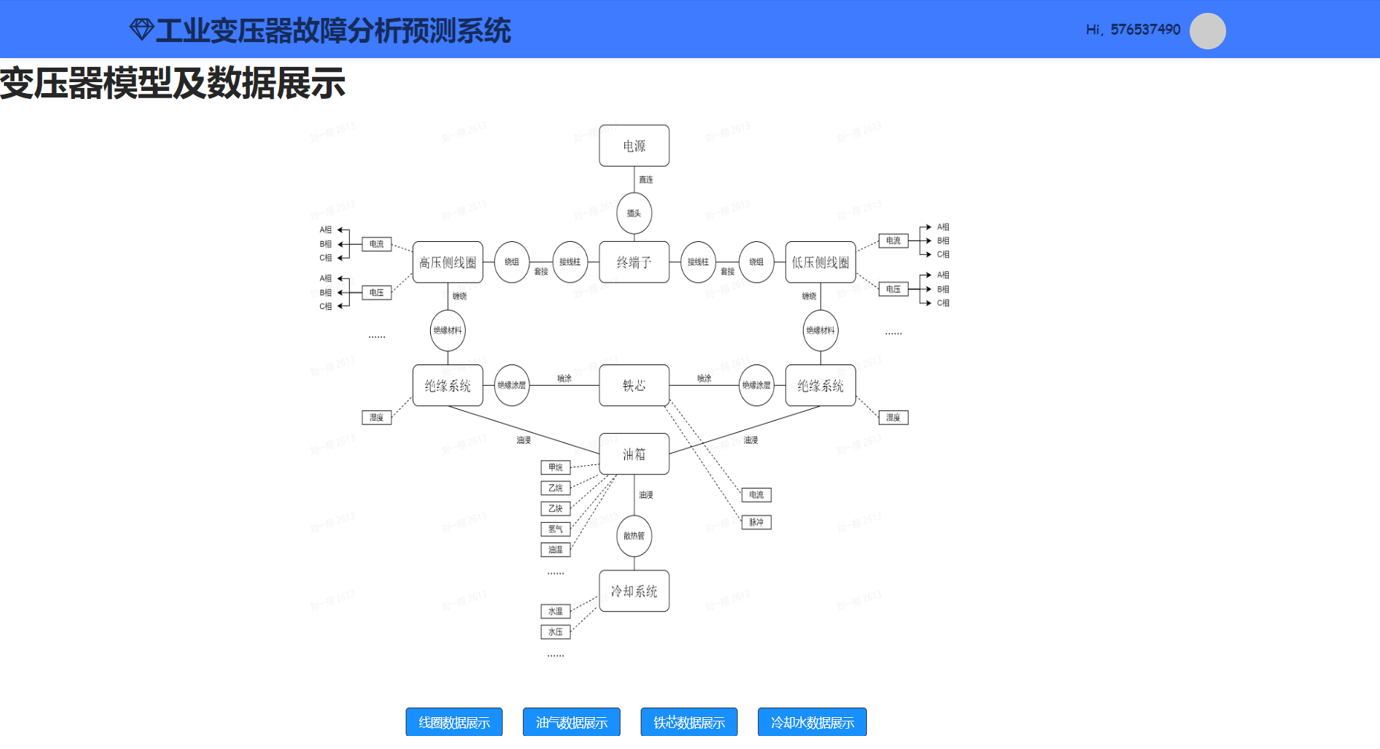 工业变压器故障分析预测系统
Hi, 576537490
变压器模型及数据展示
电源
直连
插头
A相
B相
C相
电流
高压侧线圈
绕组
套接
接线柱
终端子
接线柱
套接
绕组
低压侧线圈
电流
A相
B相
C相
A相
B相
C相
电压
缠绕
缠绕
电压
A相
B相
C相
......
绝缘材料
绝缘材料
......
绝缘系统
绝缘涂层
喷涂
铁芯
喷涂
绝缘涂层
绝缘系统
湿度
湿度
油浸
油箱
油浸
甲烷
乙烷
乙炔
氢气
油温
......
油浸
电流
脉冲
散热管
冷却系统
水温
水压
......
线圈数据展示
油气数据展示
铁芯数据展示
冷却水数据展示